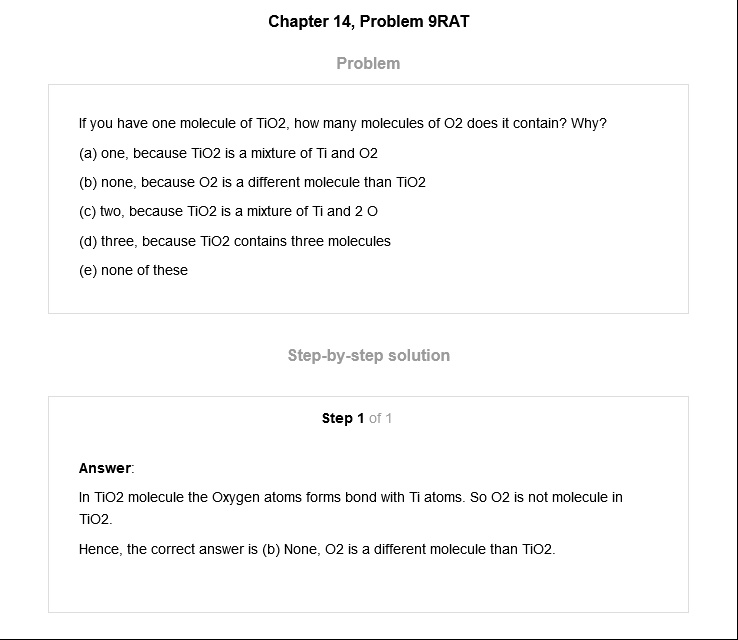 Chapter 14, Problem 9RAT
Problem
If you have one molecule of TiO2, how many molecules of O2 does it contain? Why?
(a) one, because TiO2 is a mixture of Ti and O2
(b) none, because O2 is a different molecule than TiO2
(c) two, because TiO2 is a mixture of Ti and 2 O
(d) three, because TiO2 contains three molecules
(e) none of these
Step-by-step solution
Step 1 of 1
Answer:
In TiO2 molecule the Oxygen atoms forms bond with Ti atoms. So O2 is not molecule in
TiO2.
Hence, the correct answer is (b) None, O2 is a different molecule than TiO2.